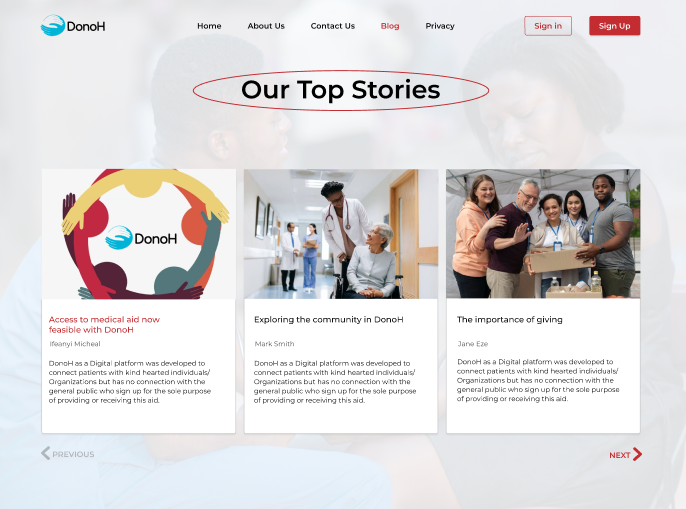 DonoH
Home About Us Contact Us Blog Privacy Sign in Sign Up
Our Top Stories
DonoH
Access to medical aid now
feasible with DonoH
Ifeanyi Micheal
DonoH as a Digital platform was developed to
connect patients with kind hearted individuals/
Organizations but has no connection with the
general public who sign up for the sole purpose
of providing or receiving this aid.
Exploring the community in DonoH
Mark Smith
DonoH as a Digital platform was developed to
connect patients with kind hearted individuals/
Organizations but has no connection with the
general public who sign up for the sole purpose
of providing or receiving this aid.
The importance of giving
Jane Eze
DonoH as a Digital platform was developed to
connect patients with kind hearted individuals/
Organizations but has no connection with the
general public who sign up for the sole purpose
of providing or receiving this aid.
PREVIOUS
NEXT